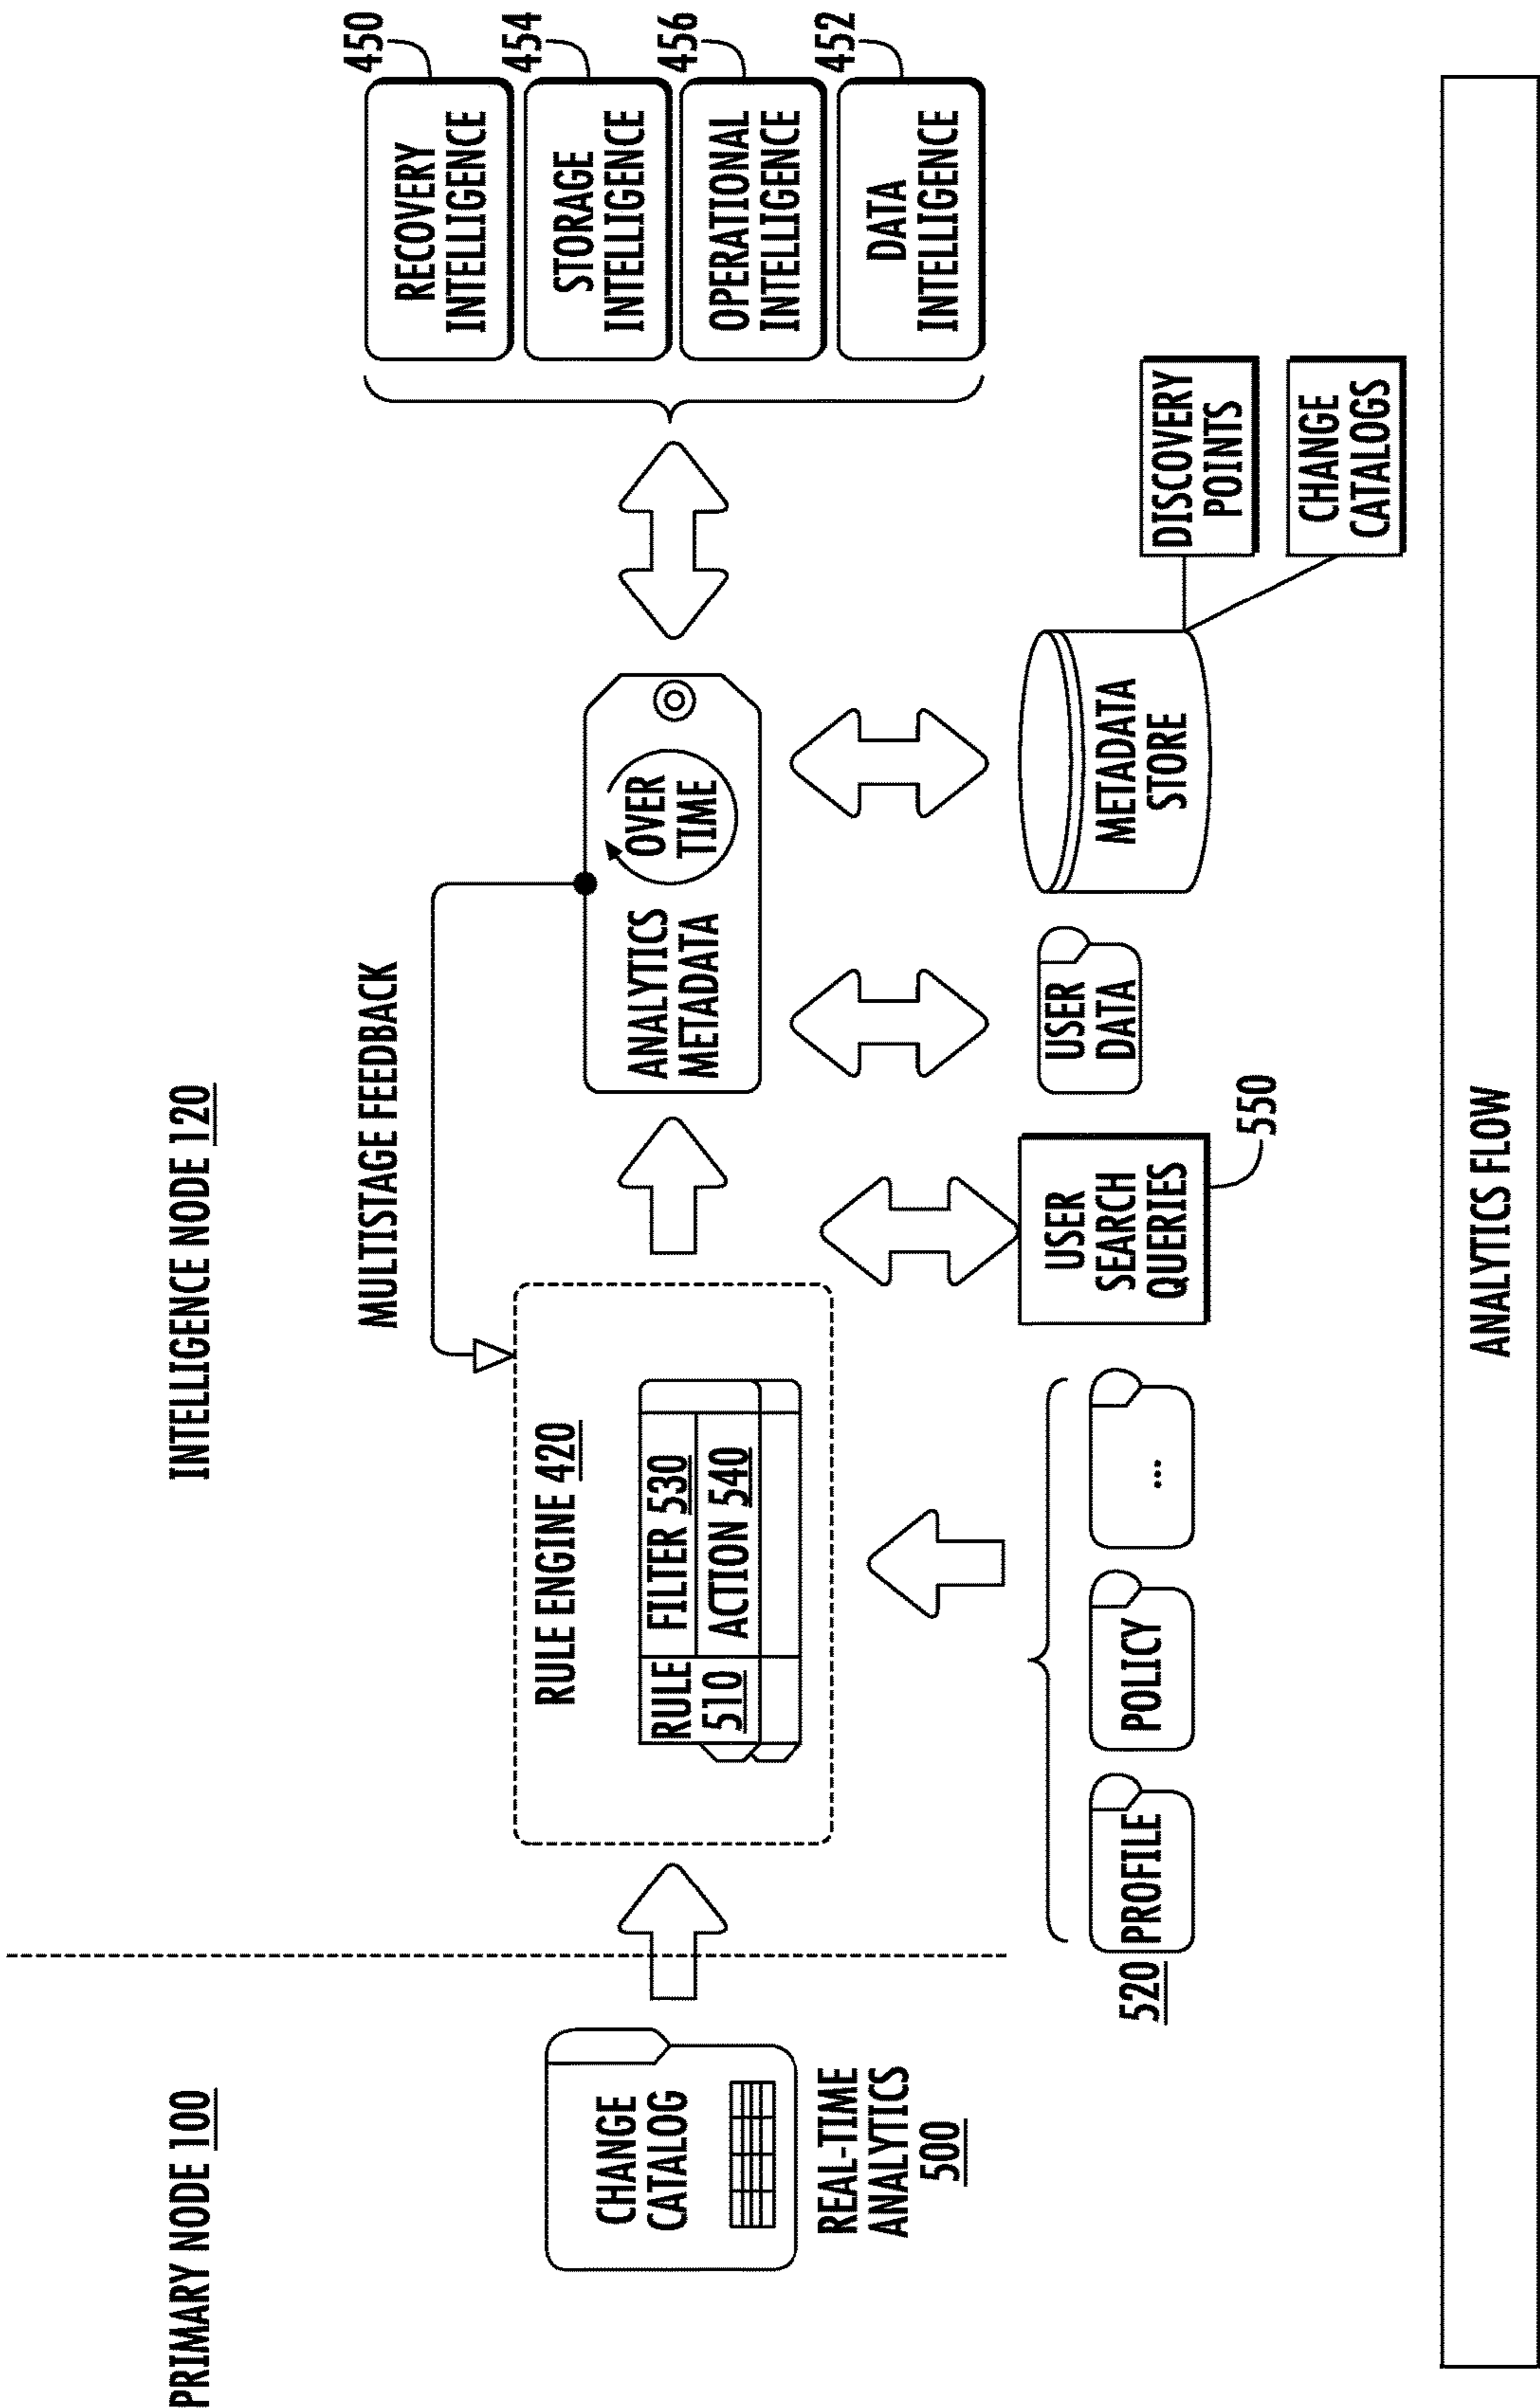 PRIMARY NODE 100
INTELLIGENCE NODE 120
MULTISTAGE FEEDBACK
CHANGE
CATALOG
REAL-TIME
ANALYTICS
500
RULE ENGINE 420
RULE
510
FILTER 530
ACTION 540
520
PROFILE
POLICY
...
USER
SEARCH
QUERIES
550
ANALYTICS
METADATA
OVER
TIME
USER
DATA
METADATA
STORE
DISCOVERY
POINTS
CHANGE
CATALOGS
RECOVERY
INTELLIGENCE
450
STORAGE
INTELLIGENCE
454
OPERATIONAL
INTELLIGENCE
456
DATA
INTELLIGENCE
452
ANALYTICS FLOW